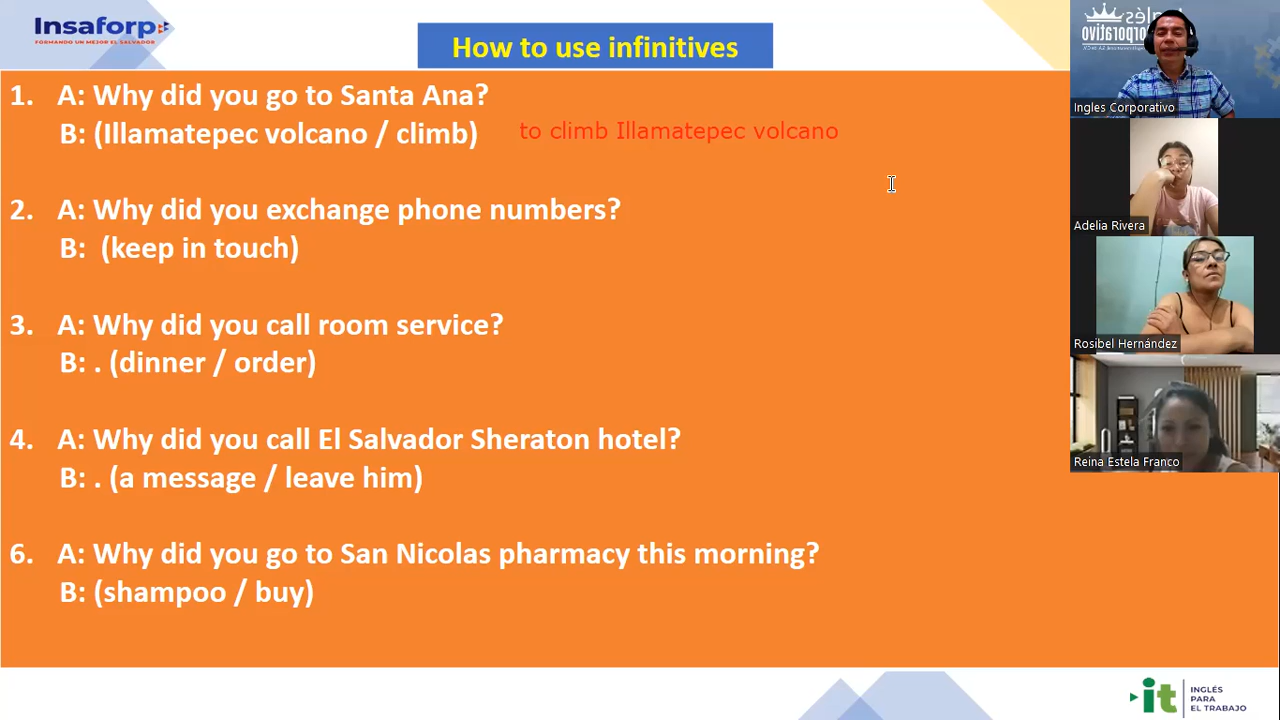 Insaforp
FORMANDO UN MEJOR EL SALVADOR
How to use infinitives
1. A: Why did you go to Santa Ana?
B: (Illamatepec volcano / climb) to climb Illamatepec volcano
2. A: Why did you exchange phone numbers?
B: (keep in touch)
3. A: Why did you call room service?
B: . (dinner / order)
4. A: Why did you call El Salvador Sheraton hotel?
B: . (a message / leave him)
6. A: Why did you go to San Nicolas pharmacy this morning?
B: (shampoo / buy)
Ingles Corporativo
Adelia Rivera
Rosibel Hernández
Reina Estela Franco
it
INGLÉS
PARA
EL TRABAJO